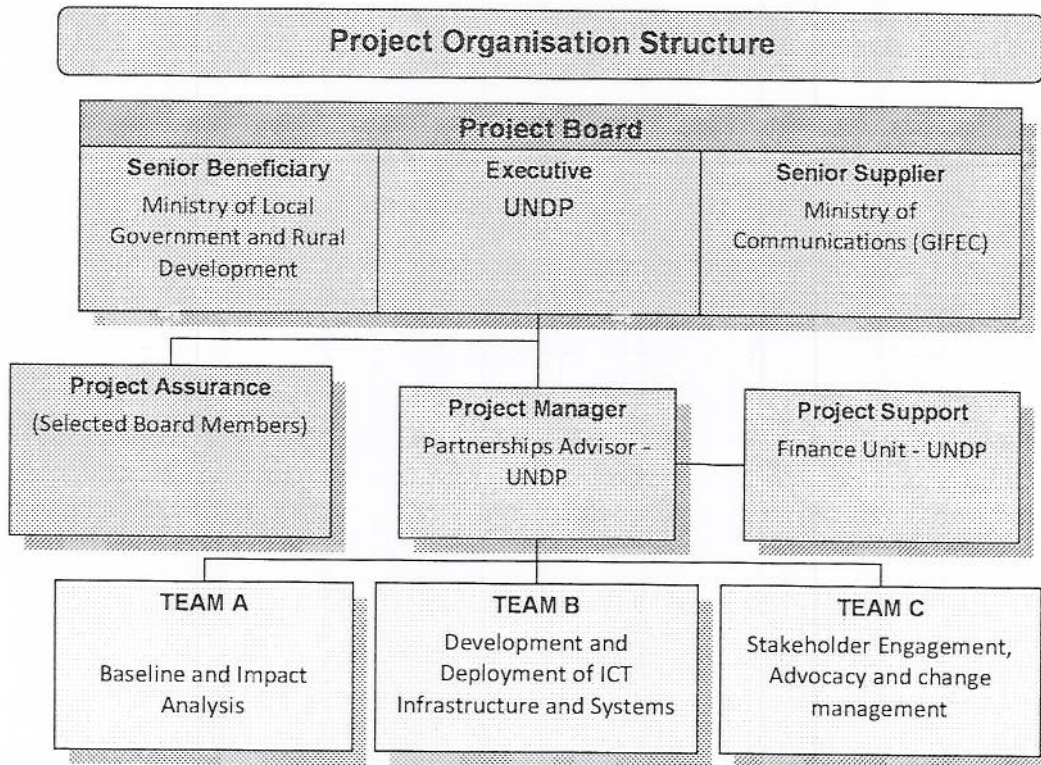 Project Organisation Structure
Project Board
Senior Beneficiary
Ministry of Local
Government and Rural
Development
Executive
UNDP
Senior Supplier
Ministry of
Communications (GIFEC)
Project Assurance
(Selected Board Members)
Project Manager
Partnerships Advisor -
UNDP
Project Support
Finance Unit - UNDP
TEAM A
Baseline and Impact
Analysis
TEAM B
Development and
Deployment of ICT
Infrastructure and Systems
TEAM C
Stakeholder Engagement,
Advocacy and change
management